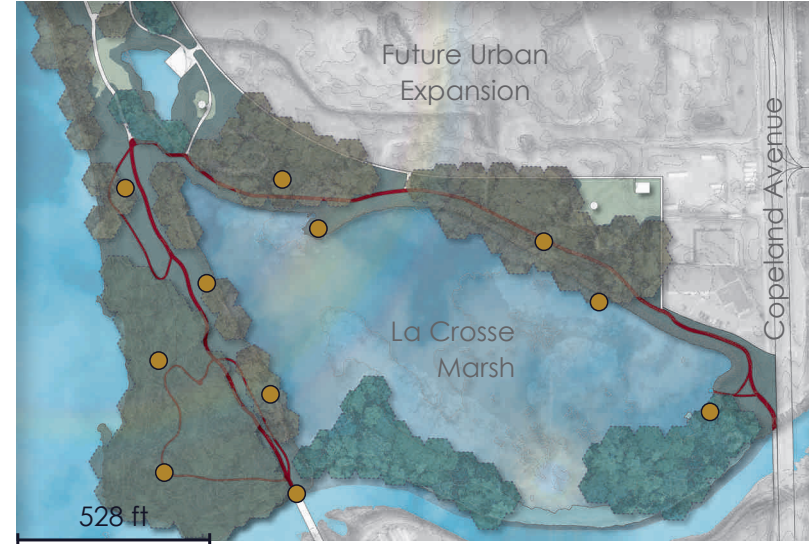 Future Urban
Expansion
Copeland Avenue
La Crosse
Marsh
528 ft